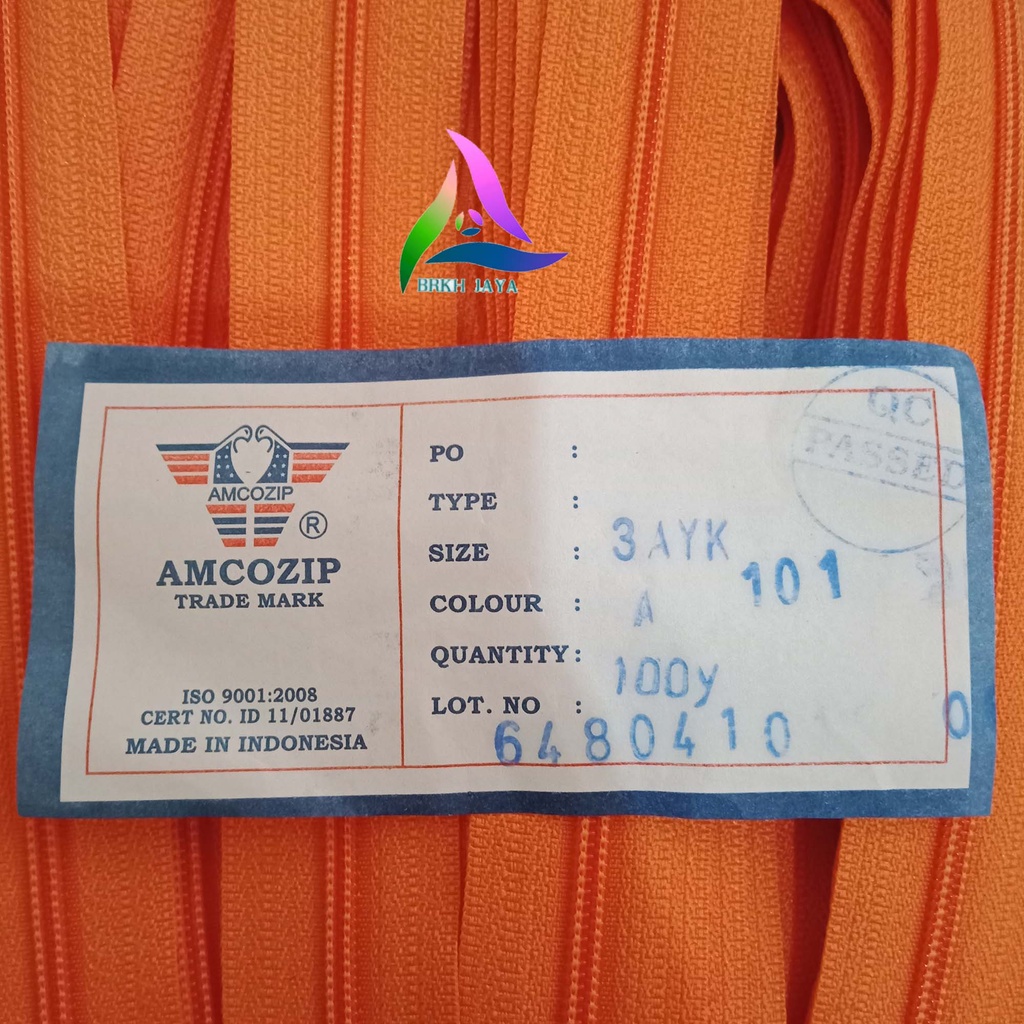 BRKH JAYA
AMCOZIP
®
AMCOZIP
TRADE MARK
ISO 9001:2008
CERT NO. ID 11/01887
MADE IN INDONESIA
QC
PASSED
PO :
TYPE :
SIZE : 3AYK
COLOUR : A 101
QUANTITY : 100y
LOT. NO :
6480410 0